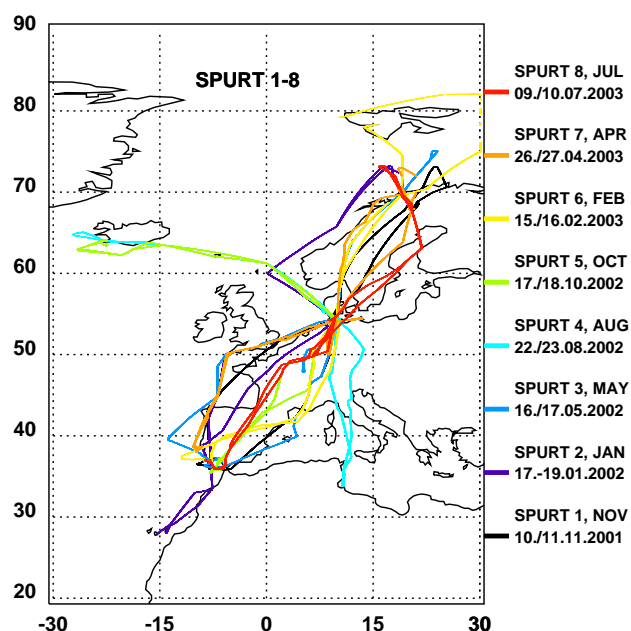 90
80
70
60
50
40
30
20
-30
-15
0
15
30
SPURT 1-8
SPURT 8, JUL
09./10.07.2003
SPURT 7, APR
26./27.04.2003
SPURT 6, FEB
15./16.02.2003
SPURT 5, OCT
17./18.10.2002
SPURT 4, AUG
22./23.08.2002
SPURT 3, MAY
16./17.05.2002
SPURT 2, JAN
17.-19.01.2002
SPURT 1, NOV
10./11.11.2001